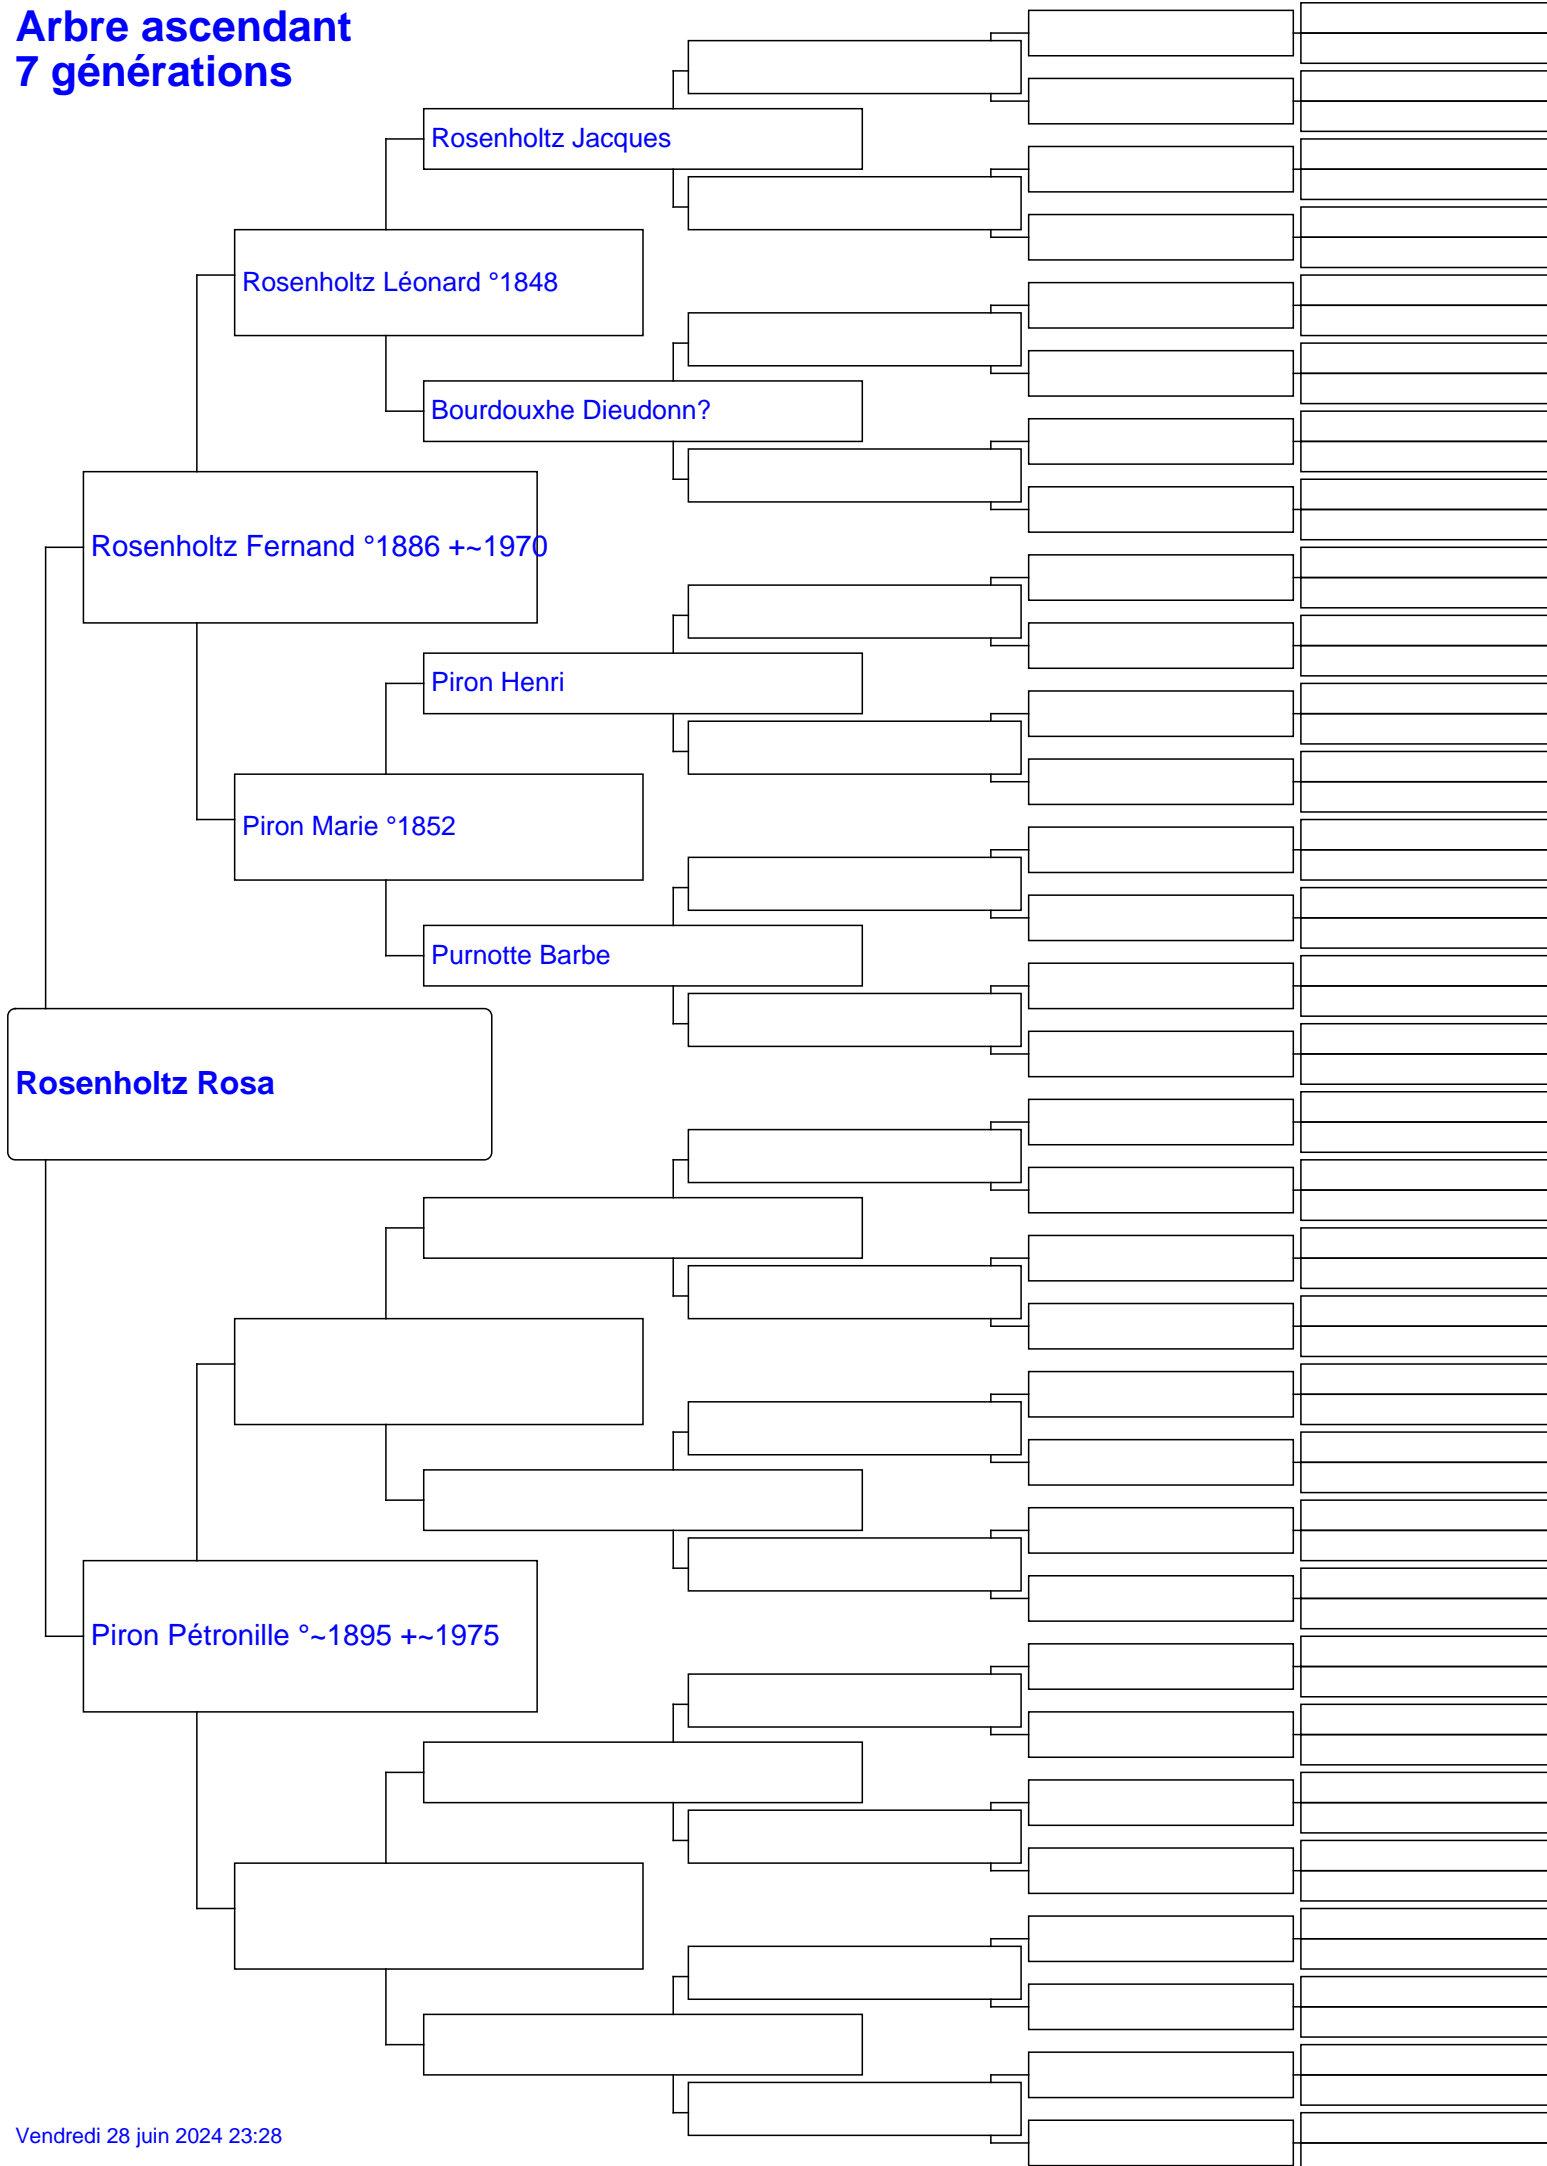 Arbre ascendant
7 générations
Rosenholtz Jacques
Rosenholtz Léonard °1848
Bourdouxhe Dieudonn?
Rosenholtz Fernand °1886 +~1970
Piron Henri
Piron Marie °1852
Purnotte Barbe
Rosenholtz Rosa
Piron Pétronille °~1895 +~1975
Vendredi 28 juin 2024 23:28